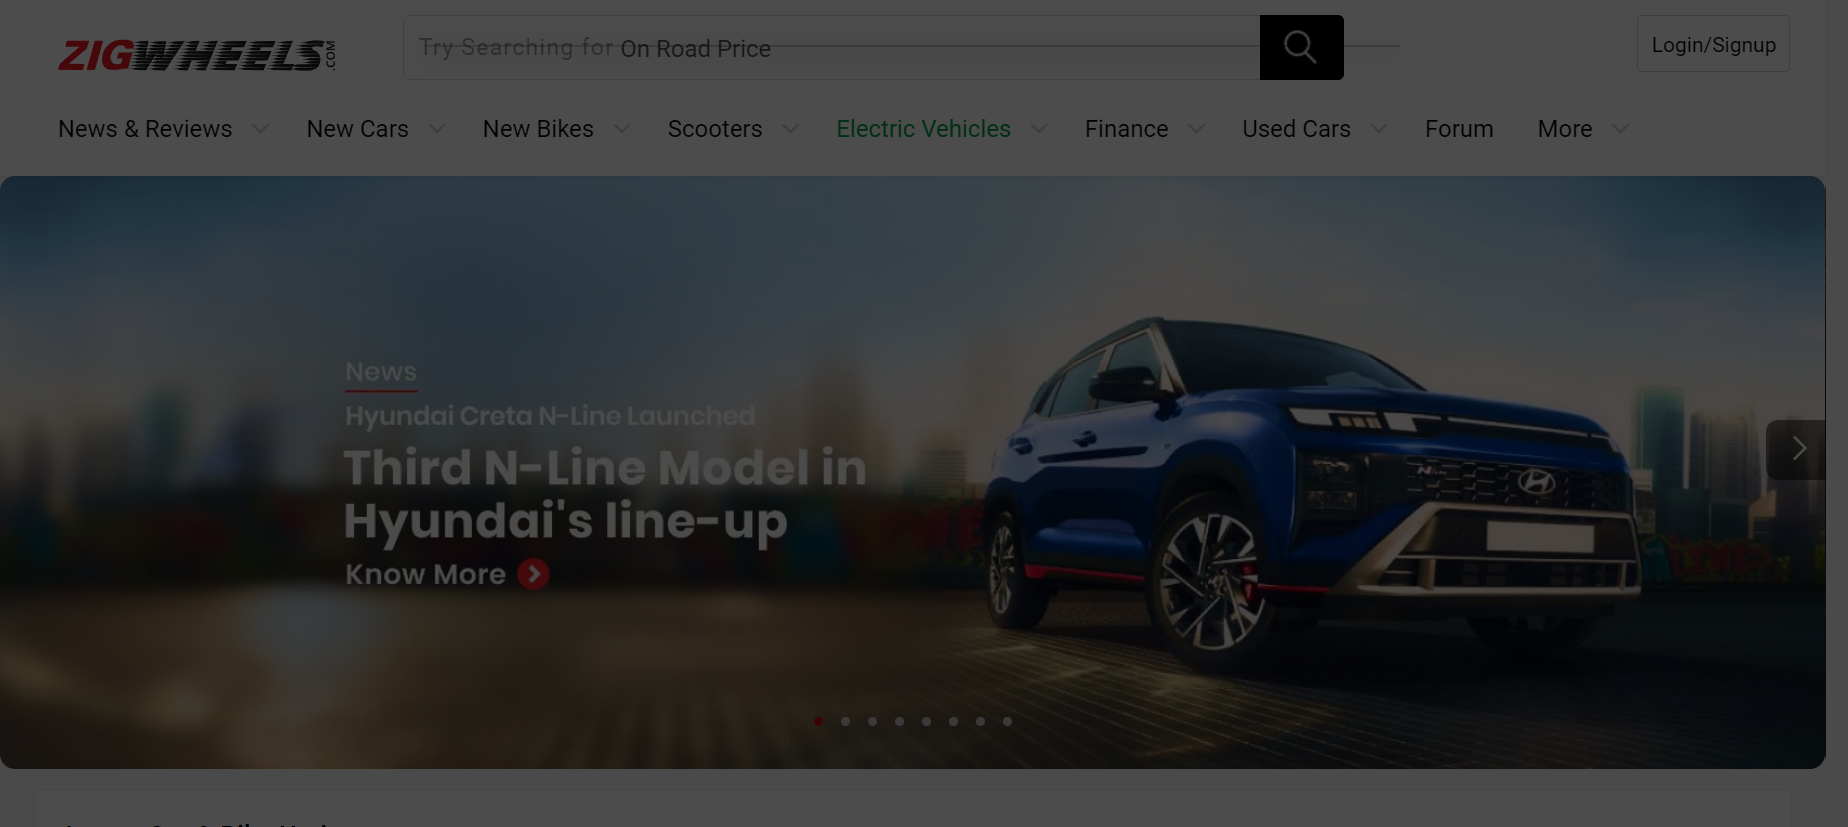 ZIGWHEELS.COM
Try Searching for On Road Price
Login/Signup
News & Reviews
New Cars
New Bikes
Scooters
Electric Vehicles
Finance
Used Cars
Forum
More
News
Hyundai Creta N-Line Launched
Third N-Line Model in
Hyundai's line-up
Know More